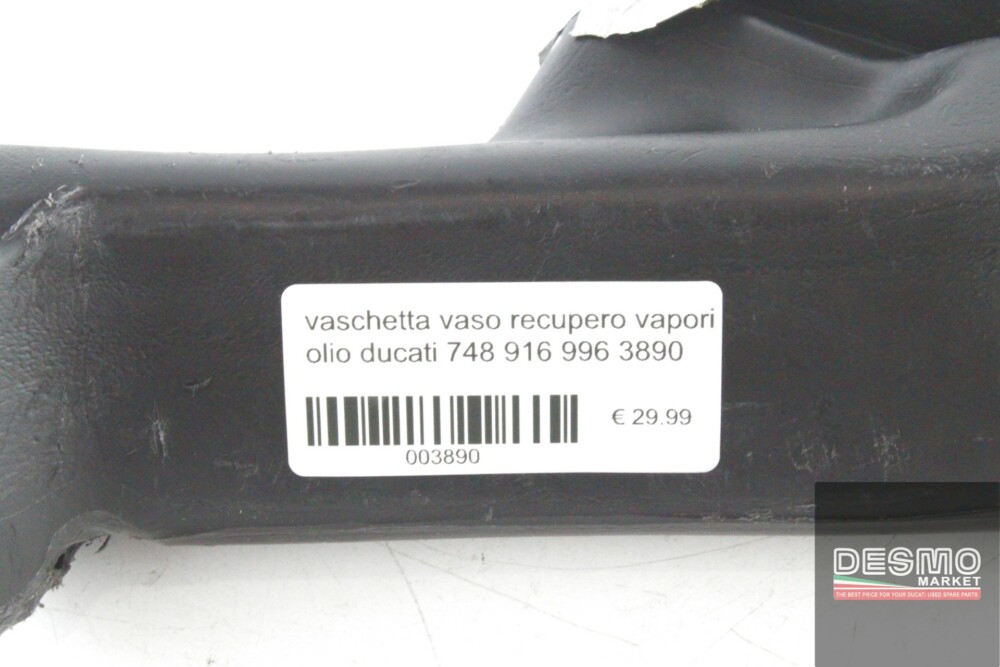 vaschetta vaso recupero vapori
olio ducati 748 916 996 3890
€ 29.99
003890
DESMO
MARKET
THE BEST PRICE FOR YOUR DUCATI USED SPARE PARTS